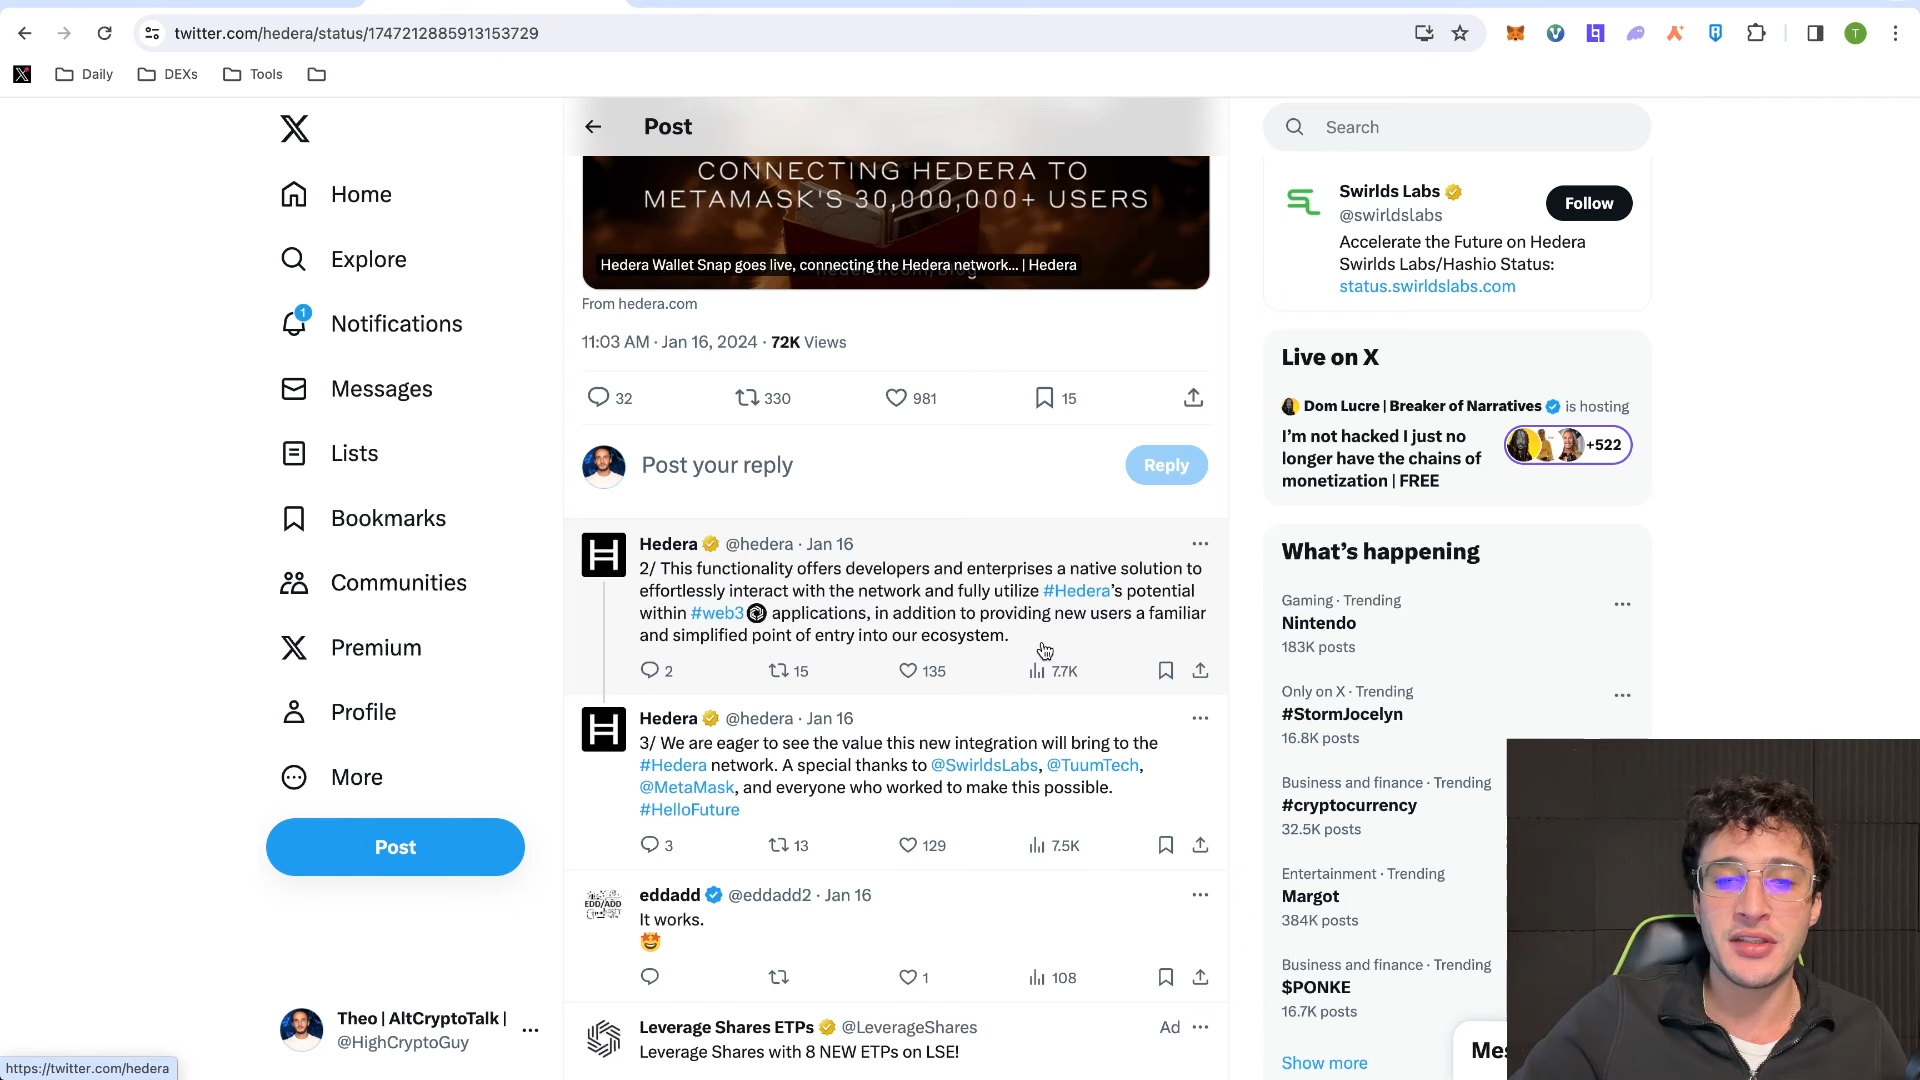 twitter.com/hedera/status/1747212885913153729
Daily
DEXs
Tools
T
Home
Explore
1
Notifications
Messages
Lists
Bookmarks
Communities
Premium
Profile
More
Post
Theo | AltCryptoTalk |
@HighCryptoGuy
https://twitter.com/hedera
Post
CONNECTING HEDERA TO
METAMASK'S 30,000,000+ USERS
Hedera Wallet Snap goes live, connecting the Hedera network... | Hedera
From hedera.com
11:03 AM · Jan 16, 2024 · 72K Views
32
330
981
15
Post your reply
Reply
Hedera @hedera · Jan 16
2/ This functionality offers developers and enterprises a native solution to
effortlessly interact with the network and fully utilize #Hedera's potential
within #web3 applications, in addition to providing new users a familiar
and simplified point of entry into our ecosystem.
2
15
135
7.7K
Hedera @hedera · Jan 16
3/ We are eager to see the value this new integration will bring to the
#Hedera network. A special thanks to @SwirldsLabs, @TuumTech,
@MetaMask, and everyone who worked to make this possible.
#HelloFuture
3
13
129
7.5K
EDD/ADD
eddadd @eddadd2 · Jan 16
It works.
🤩
1
108
Leverage Shares ETPs @LeverageShares
Ad
Leverage Shares with 8 NEW ETPs on LSE!
Search
Swirlds Labs
@swirldslabs
Follow
Accelerate the Future on Hedera
Swirlds Labs/Hashio Status:
status.swirldslabs.com
Live on X
Dom Lucre | Breaker of Narratives is hosting
I'm not hacked I just no
longer have the chains of
monetization | FREE
+522
What's happening
Gaming · Trending
Nintendo
183K posts
Only on X · Trending
#StormJocelyn
16.8K posts
Business and finance · Trending
#cryptocurrency
32.5K posts
Entertainment · Trending
Margot
384K posts
Business and finance · Trending
$PONKE
16.7K posts
Show more
Mes